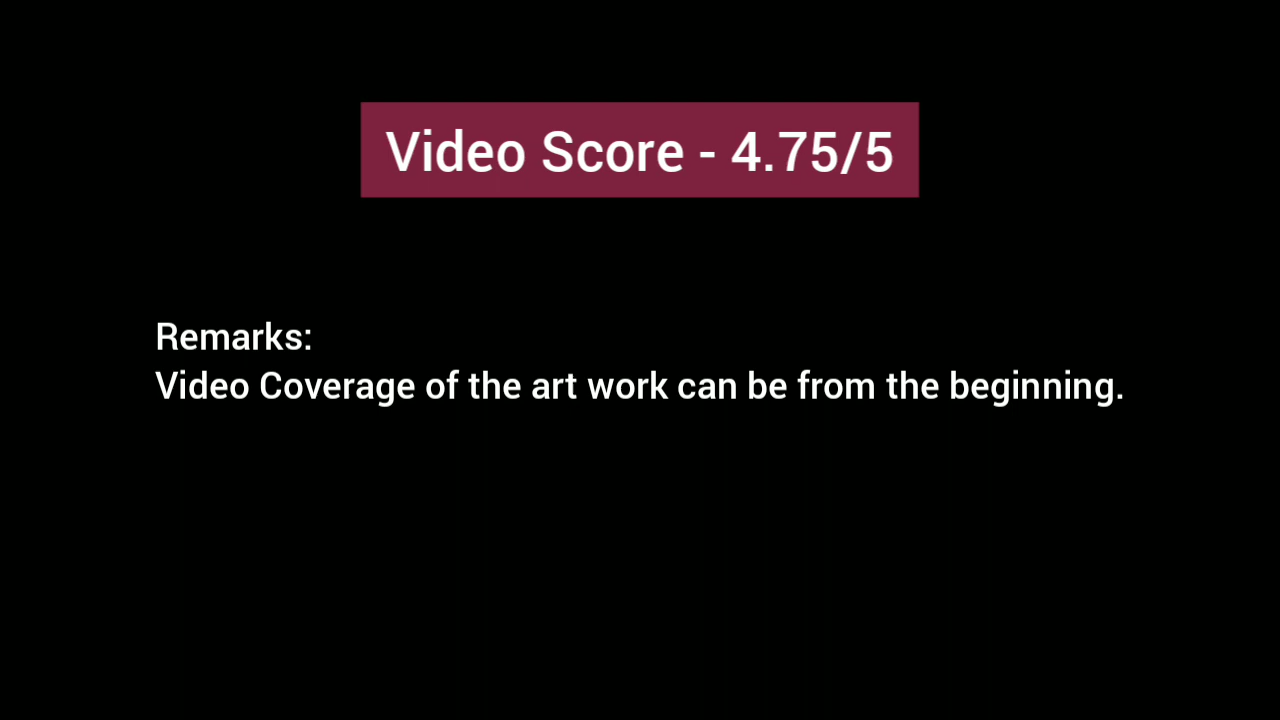 Video Score - 4.75/5
Remarks:
Video Coverage of the art work can be from the beginning.